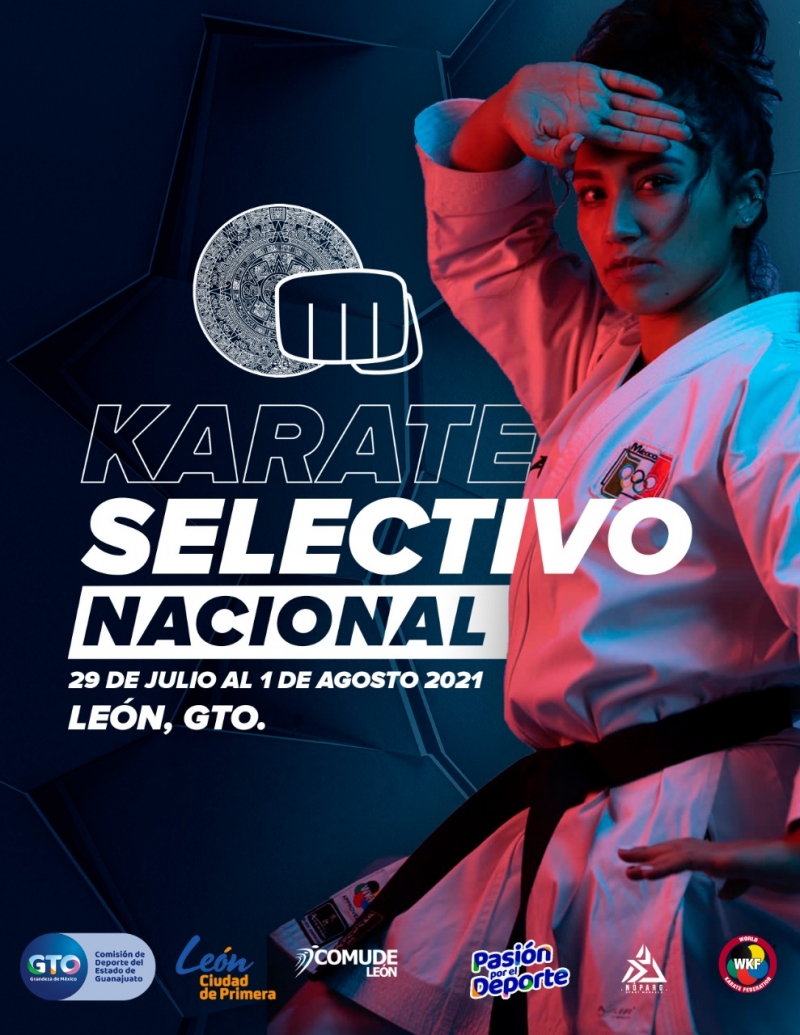 KARATE
SELECTIVO
NACIONAL
29 DE JULIO AL 1 DE AGOSTO 2021
LEÓN, GTO.
México
GTO
Grandeza de México
Comisión de
Deporte del
Estado de
Guanajuato
León
Ciudad
de Primera
COMUDE
LEÓN
Pasión
por el
Deporte
NÓPARO
WORLD
WKF
KARATE FEDERATION